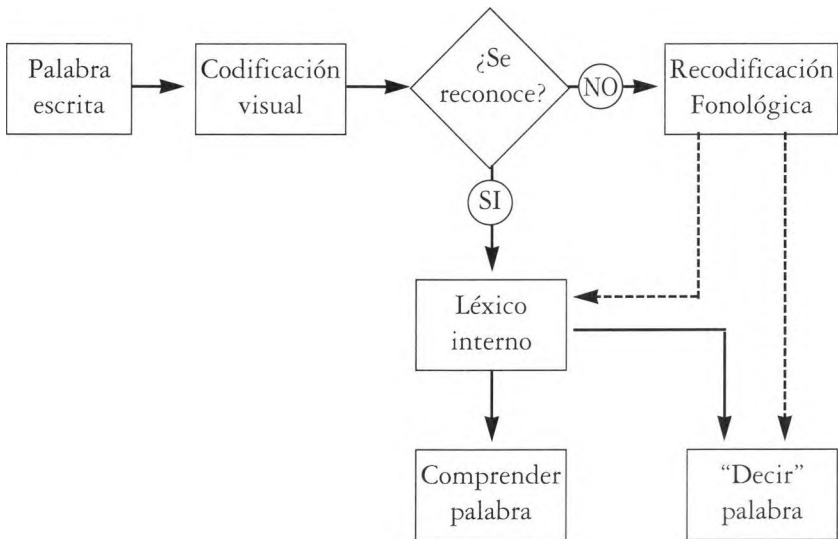 Palabra
escrita
Codificación
visual
¿Se
reconoce?
NO
Recodificación
Fonológica
SI
Léxico
interno
Comprender
palabra
“Decir”
palabra